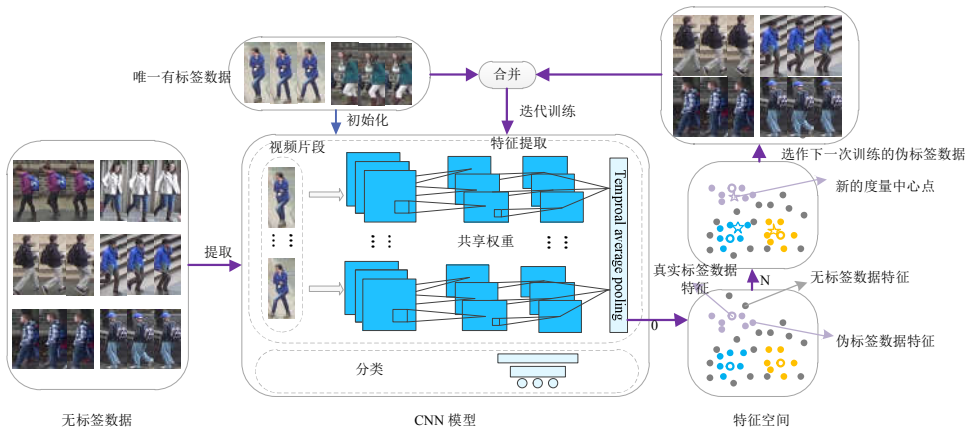 唯一有标签数据
合并
初始化
迭代训练
视频片段
特征提取
选作下一次训练的伪标签数据
新的度量中心点
提取
共享权重
Temproal average pooling
真实标签数据
特征
N
无标签数据特征
0
伪标签数据特征
分类
无标签数据
CNN 模型
特征空间